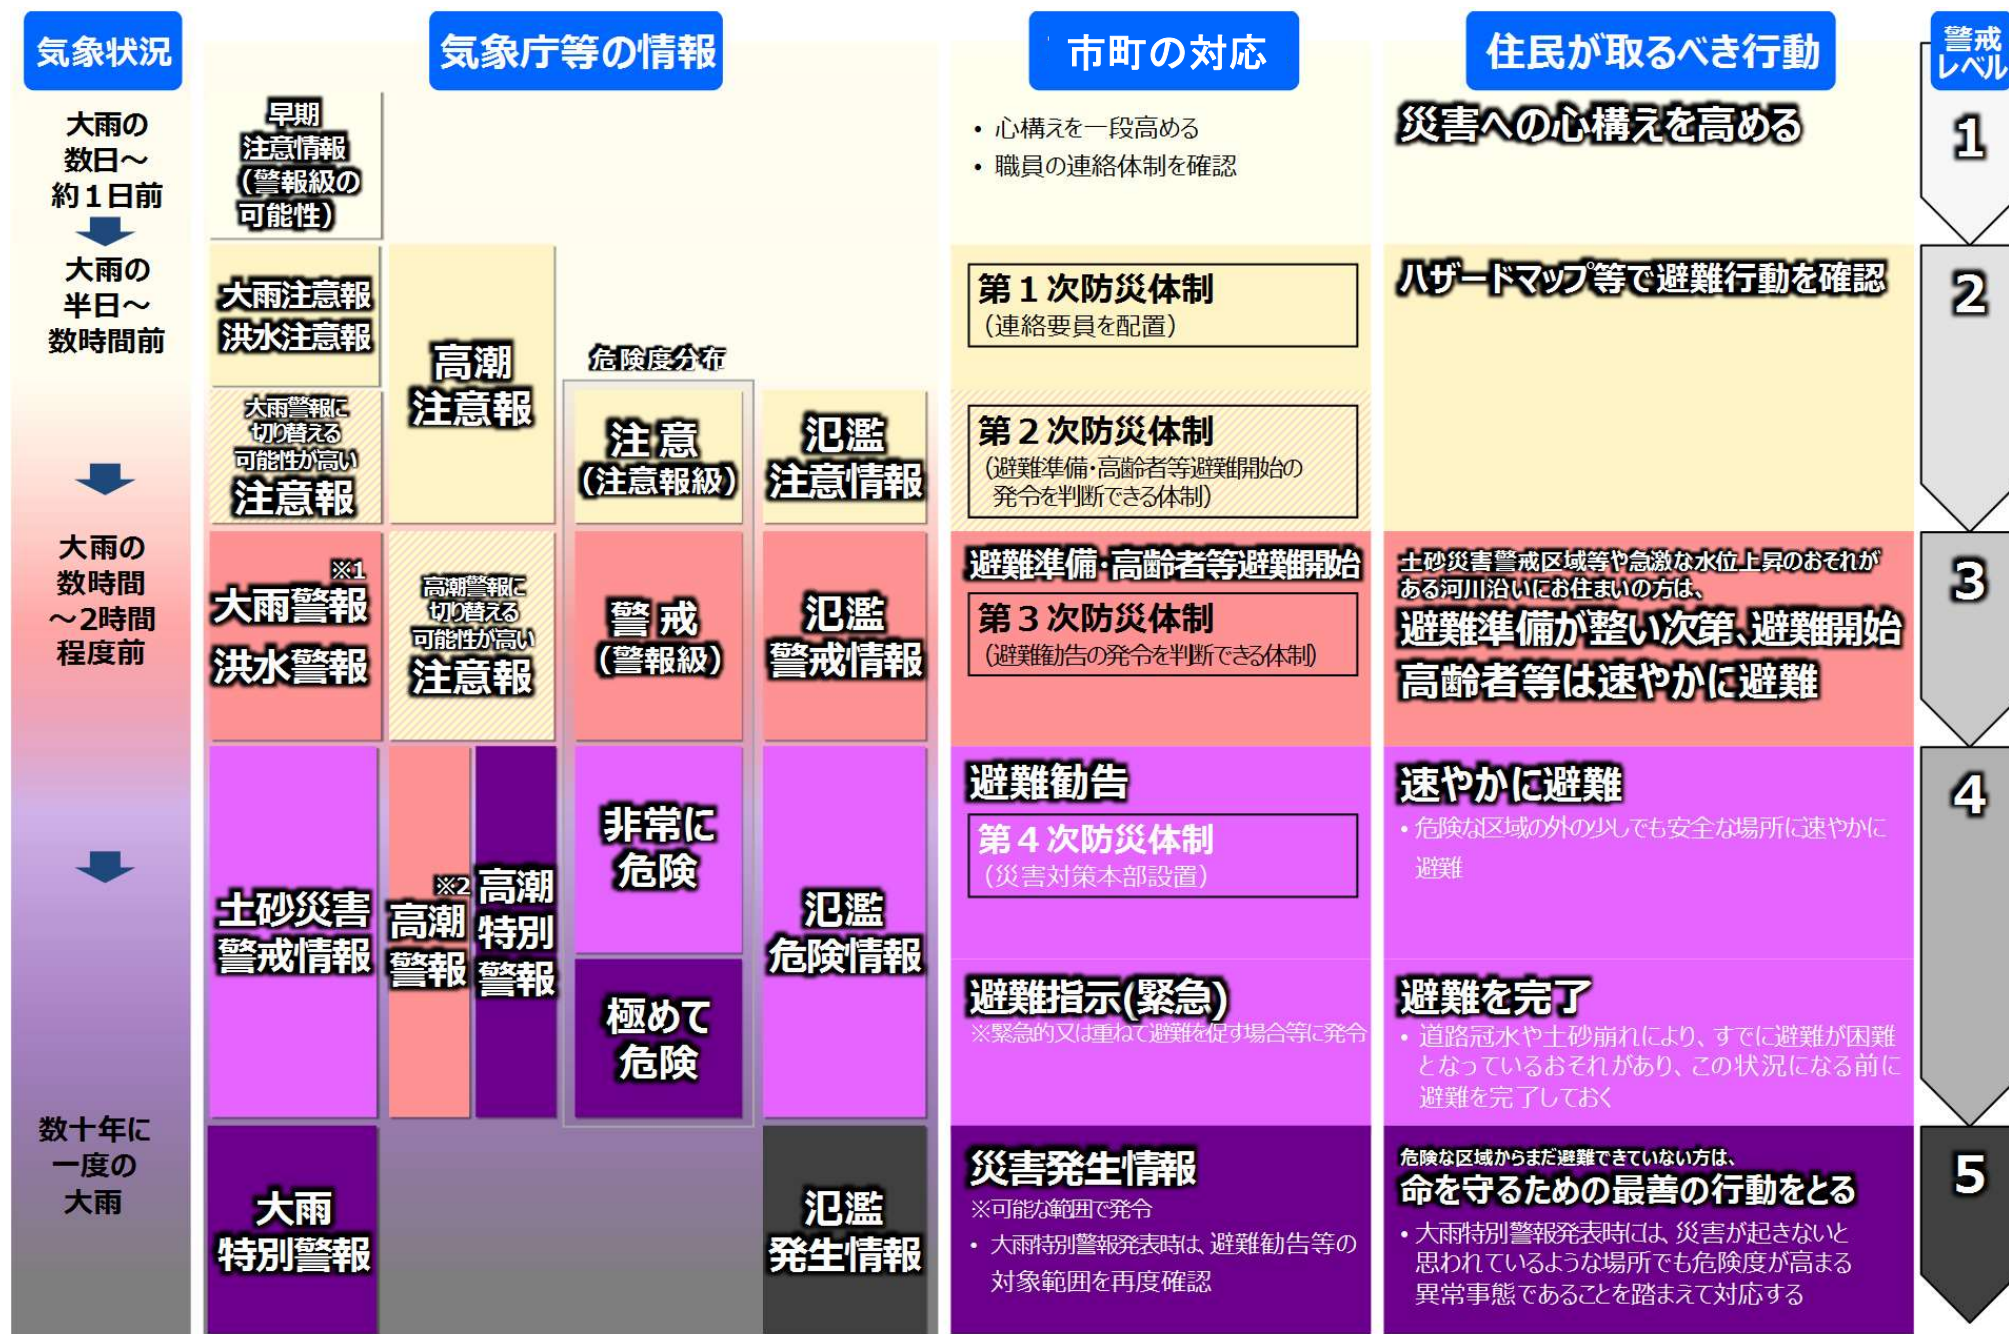 気象状況
気象庁等の情報
市町の対応
住民が取るべき行動
警戒
レベル
大雨の
数日～
約１日前
早期
注意情報
（警報級の
可能性）
• 心構えを一段高める
• 職員の連絡体制を確認
災害への心構えを高める
1
大雨の
半日～
数時間前
大雨注意報
洪水注意報
高潮
注意報
危険度分布
第１次防災体制
（連絡要員を配置）
ハザードマップ等で避難行動を確認
2
大雨警報に
切り替える
可能性が高い
注意報
注意
（注意報級）
氾濫
注意情報
第２次防災体制
（避難準備・高齢者等避難開始の
発令を判断できる体制）
大雨の
数時間
～2時間
程度前
※1
大雨警報
洪水警報
高潮警報に
切り替える
可能性が高い
注意報
警戒
（警報級）
氾濫
警戒情報
避難準備・高齢者等避難開始
第３次防災体制
（避難勧告の発令を判断できる体制）
土砂災害警戒区域等や急激な水位上昇のおそれが
ある河川沿いにお住まいの方は、
避難準備が整い次第、避難開始
高齢者等は速やかに避難
3
土砂災害
警戒情報
※2
高潮
警報
高潮
特別
警報
非常に
危険
極めて
危険
氾濫
危険情報
避難勧告
第４次防災体制
（災害対策本部設置）
速やかに避難
• 危険な区域の外の少しでも安全な場所に速やかに
避難
4
避難指示(緊急)
※緊急的又は重ねて避難を促す場合等に発令
避難を完了
• 道路冠水や土砂崩れにより、すでに避難が困難
となっているおそれがあり、この状況になる前に
避難を完了しておく
数十年に
一度の
大雨
大雨
特別警報
氾濫
発生情報
災害発生情報
※可能な範囲で発令
• 大雨特別警報発表時は、避難勧告等の
対象範囲を再度確認
危険な区域からまだ避難できていない方は、
命を守るための最善の行動をとる
• 大雨特別警報発表時には、災害が起きないと
思われているような場所でも危険度が高まる
異常事態であることを踏まえて対応する
5